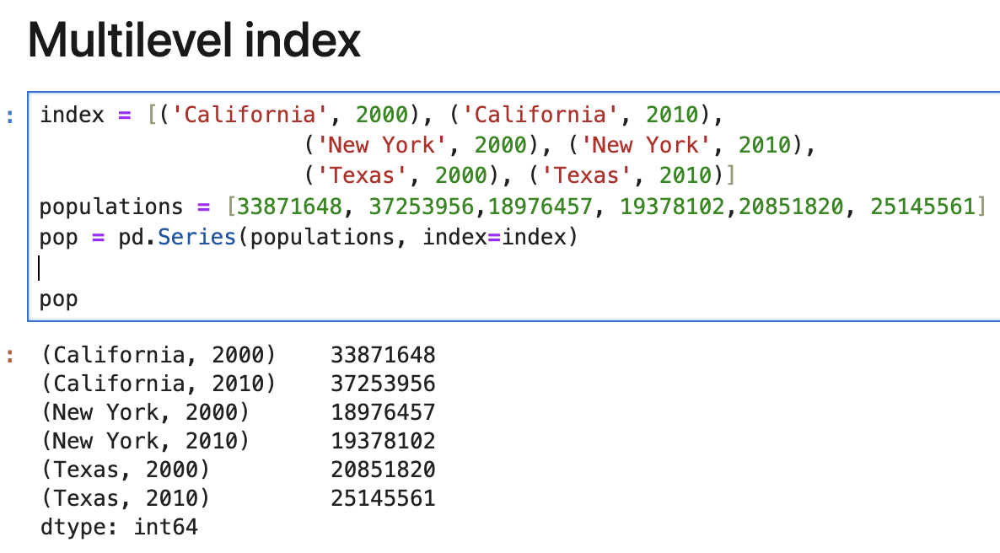 Multilevel index
: index = [('California', 2000), ('California', 2010),
('New York', 2000), ('New York', 2010),
('Texas', 2000), ('Texas', 2010)]
populations = [33871648, 37253956,18976457, 19378102,20851820, 25145561]
pop = pd.Series(populations, index=index)
pop
: (California, 2000)    33871648
(California, 2010)    37253956
(New York, 2000)      18976457
(New York, 2010)      19378102
(Texas, 2000)         20851820
(Texas, 2010)         25145561
dtype: int64